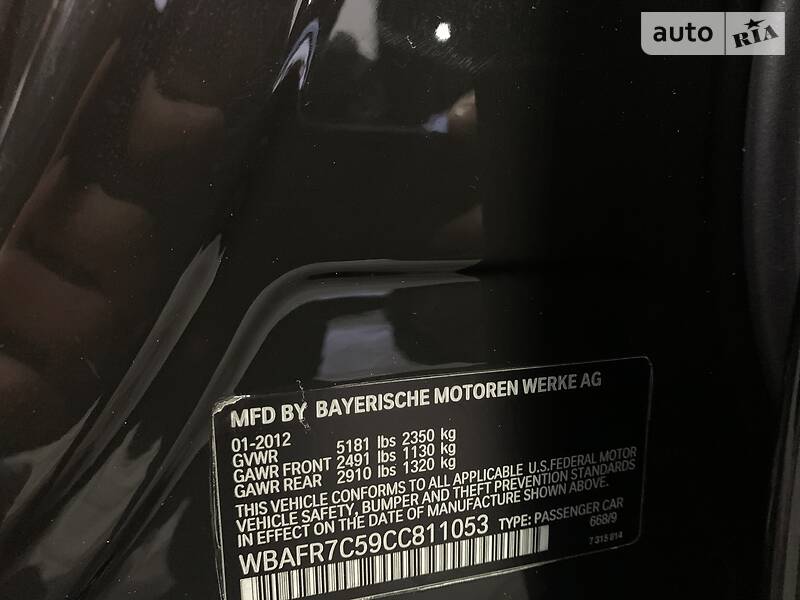 auto RIA
MFD BY BAYERISCHE MOTOREN WERKE AG
01-2012
GVWR 5181 lbs 2350 kg
GAWR FRONT 2491 lbs 1130 kg
GAWR REAR 2910 lbs 1320 kg
THIS VEHICLE CONFORMS TO ALL APPLICABLE U.S.FEDERAL MOTOR
VEHICLE SAFETY, BUMPER AND THEFT PREVENTION STANDARDS
IN EFFECT ON THE DATE OF MANUFACTURE SHOWN ABOVE.
WBAFR7C59CC811053 TYPE: PASSENGER CAR
668/9
7 315 814